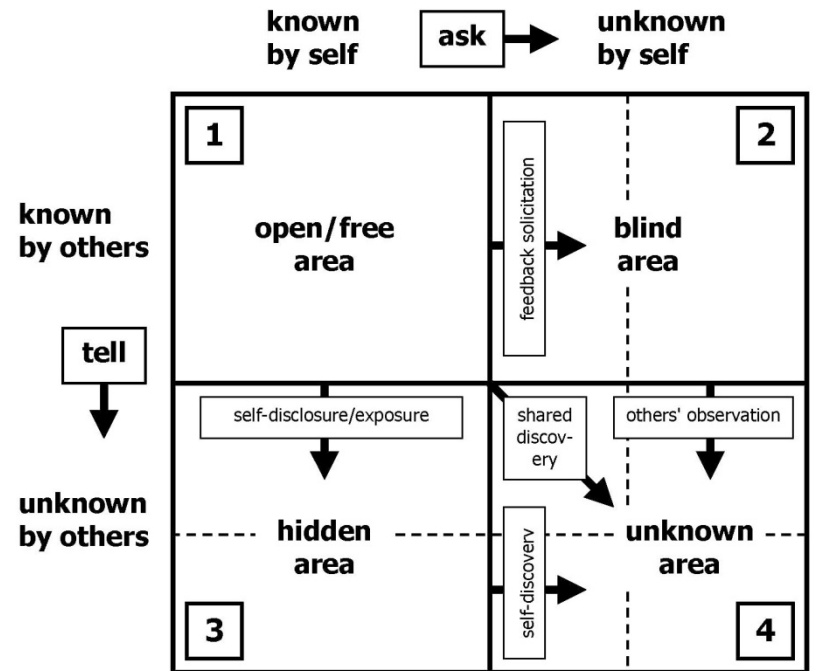 known
by self
ask
unknown
by self
1
2
known
by others
open/free
area
feedback solicitation
blind
area
tell
self-disclosure/exposure
shared
discov-
ery
others' observation
unknown
by others
hidden
area
self-discovery
unknown
area
3
4